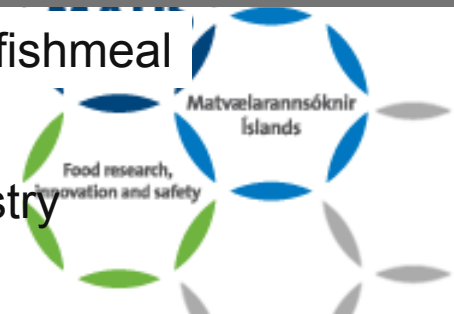 fishmeal
Matvælarannsóknir
Íslands
Food research,
innovation and safety
stry